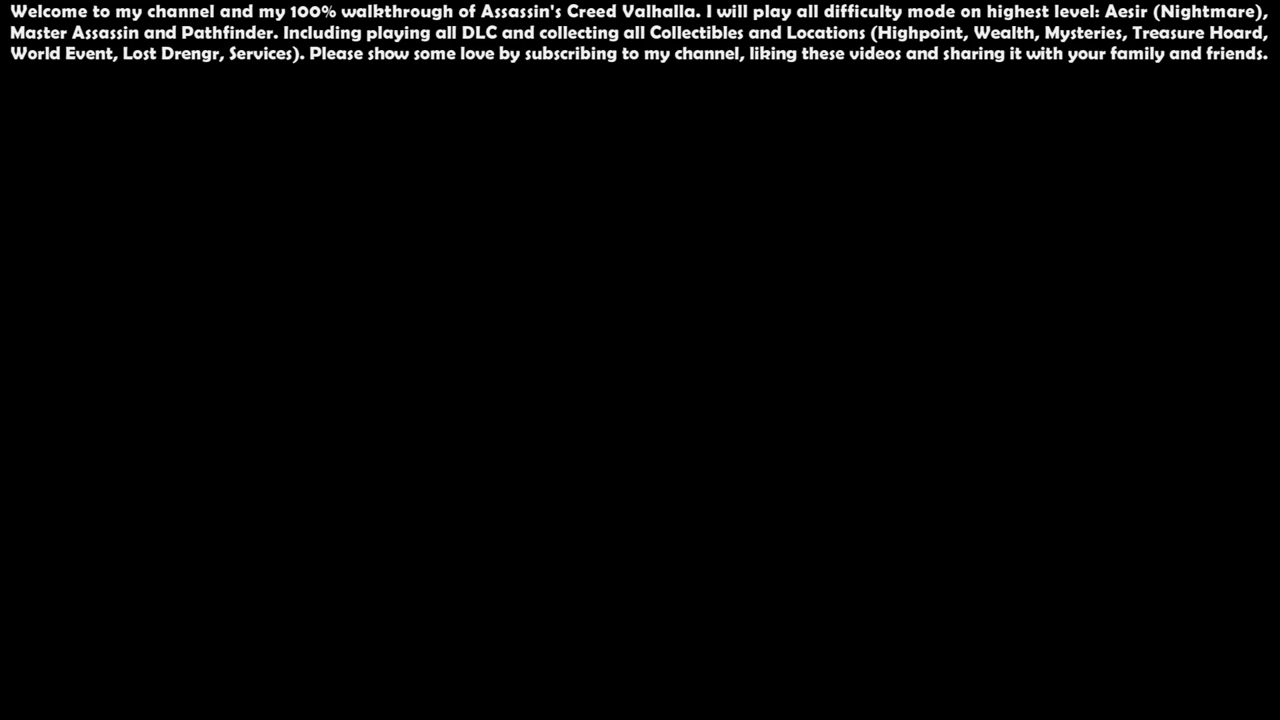 Welcome to my channel and my 100% walkthrough of Assassin's Creed Valhalla. I will play all difficulty mode on highest level: Aesir (Nightmare),
Master Assassin and Pathfinder. Including playing all DLC and collecting all Collectibles and Locations (Highpoint, Wealth, Mysteries, Treasure Hoard,
World Event, Lost Drengr, Services). Please show some love by subscribing to my channel, liking these videos and sharing it with your family and friends.